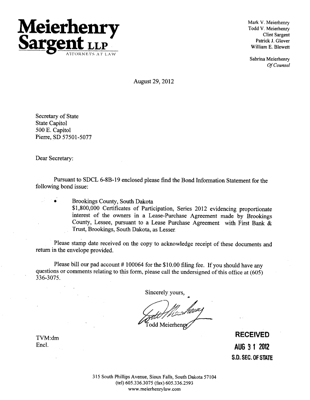 Meierhenry
Sargent LLP
ATTORNEYS AT LAW
Mark V. Meierhenry
Todd V. Meierhenry
Clint Sargent
Patrick J. Glover
William E. Blewett
Sabrina Meierhenry
Of Counsel
August 29, 2012
Secretary of State
State Capitol
500 E. Capitol
Pierre, SD 57501-5077
Dear Secretary:
Pursuant to SDCL 6-8B-19 enclosed please find the Bond Information Statement for the
following bond issue:
• Brookings County, South Dakota
$1,800,000 Certificates of Participation, Series 2012 evidencing proportionate
interest of the owners in a Lease-Purchase Agreement made by Brookings
County, Lessee, pursuant to a Lease Purchase Agreement with First Bank &
Trust, Brookings, South Dakota, as Lesser
Please stamp date received on the copy to acknowledge receipt of these documents and
return in the envelope provided.
Please bill our pad account # 100064 for the $10.00 filing fee. If you should have any
questions or comments relating to this form, please call the undersigned of this office at (605)
336-3075.
Sincerely yours,
Todd Meierhenry
TVM:dm
Encl.
RECEIVED
AUG 31 2012
S.D. SEC. OF STATE
315 South Phillips Avenue, Sioux Falls, South Dakota 57104
(tel) 605.336.3075 (fax) 605.336.2593
www.meierhenrylaw.com